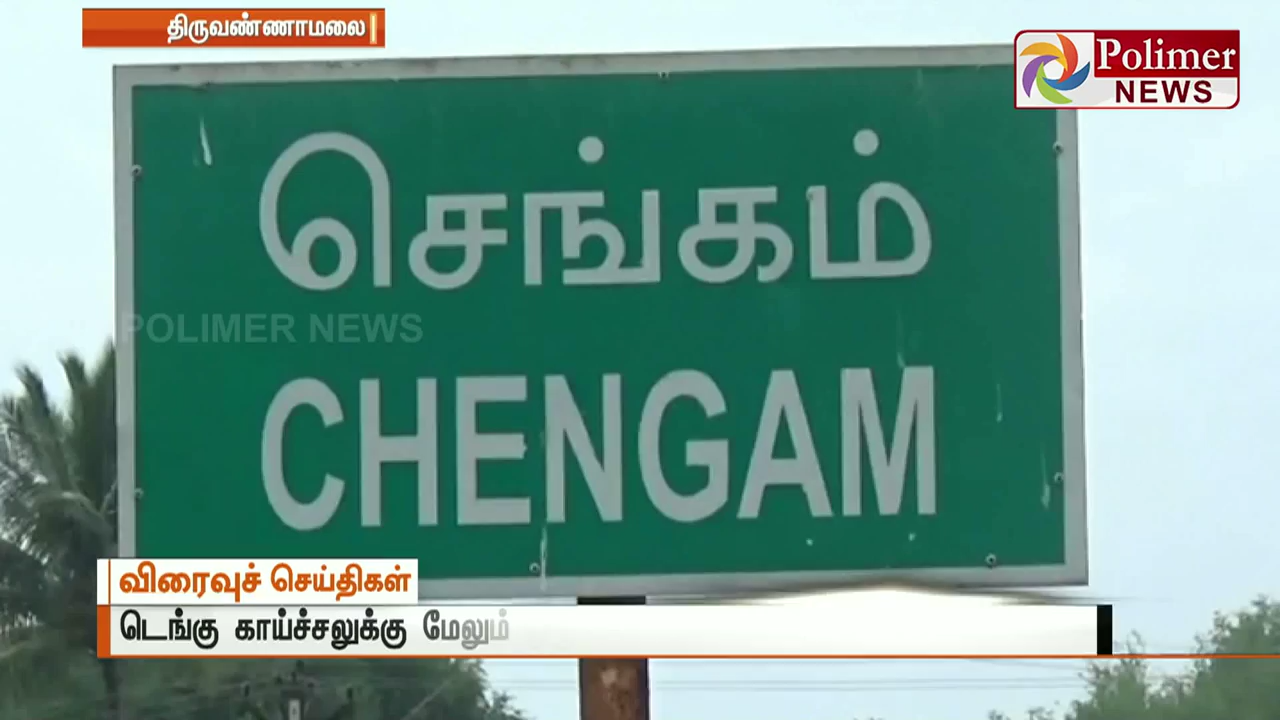 திருவண்ணாமலை
Polimer
NEWS
செங்கம்
POLIMER NEWS
CHENGAM
விரைவுச் செய்திகள்
டெங்கு காய்ச்சலுக்கு மேலும்